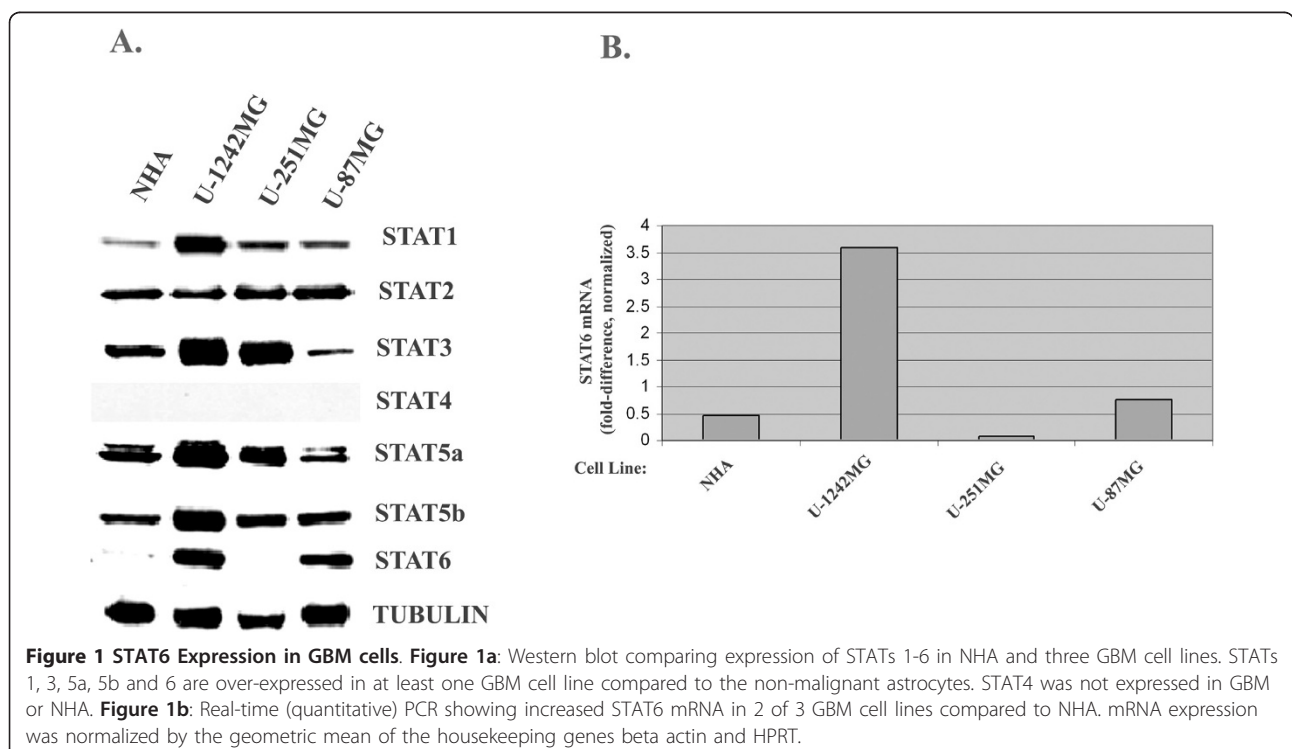 A.
NHA
U-1242MG
U-251MG
U-87MG
STAT1
STAT2
STAT3
STAT4
STAT5a
STAT5b
STAT6
TUBULIN
B.
STAT6 mRNA
(fold-difference, normalized)
4
3.5
3
2.5
2
1.5
1
0.5
0
Cell Line:
NHA
U-1242MG
U-251MG
U-87MG
Figure 1 STAT6 Expression in GBM cells. Figure 1a: Western blot comparing expression of STATs 1-6 in NHA and three GBM cell lines. STATs
1, 3, 5a, 5b and 6 are over-expressed in at least one GBM cell line compared to the non-malignant astrocytes. STAT4 was not expressed in GBM
or NHA. Figure 1b: Real-time (quantitative) PCR showing increased STAT6 mRNA in 2 of 3 GBM cell lines compared to NHA. mRNA expression
was normalized by the geometric mean of the housekeeping genes beta actin and HPRT.